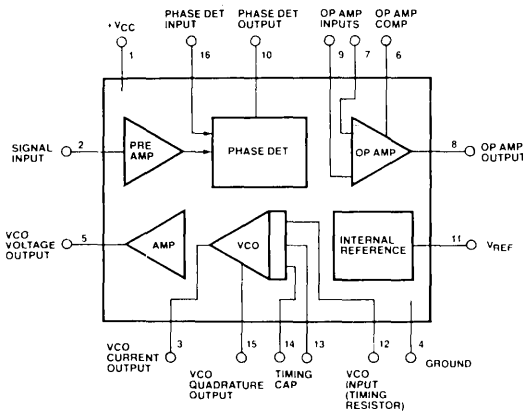 +VCC
1
PHASE DET
INPUT
16
PHASE DET
OUTPUT
10
OP AMP
INPUTS
9
7
OP AMP
COMP
6
SIGNAL
INPUT
2
PRE
AMP
PHASE DET
OP AMP
8
OP AMP
OUTPUT
VCO
VOLTAGE
OUTPUT
5
AMP
VCO
INTERNAL
REFERENCE
11
VREF
3
VCO
CURRENT
OUTPUT
15
VCO
QUADRATURE
OUTPUT
14
13
TIMING
CAP
12
VCO
INPUT
(TIMING
RESISTOR)
4
GROUND